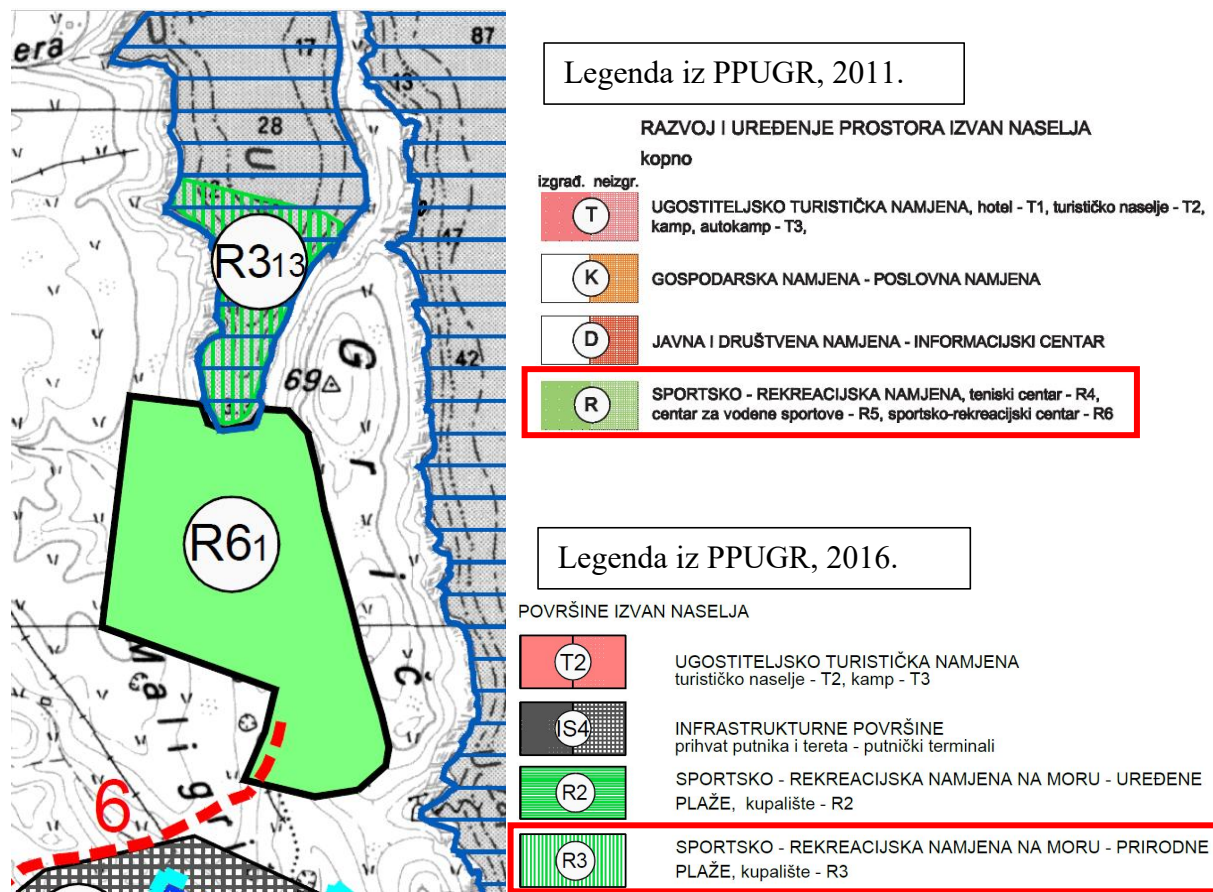 era
U
17
87
13
28
U
12
R3₁₃
47
G
r
i
č
42
69
3
R6₁
M
a
l
i
g
r
i
6
Legenda iz PPUGR, 2011.
RAZVOJ I UREĐENJE PROSTORA IZVAN NASELJA
kopno
izgrađ. neizgr.
T
UGOSTITELJSKO TURISTIČKA NAMJENA, hotel - T1, turističko naselje - T2,
kamp, autokamp - T3,
K
GOSPODARSKA NAMJENA - POSLOVNA NAMJENA
D
JAVNA I DRUŠTVENA NAMJENA - INFORMACIJSKI CENTAR
R
SPORTSKO - REKREACIJSKA NAMJENA, teniski centar - R4,
centar za vodene sportove - R5, sportsko-rekreacijski centar - R6
Legenda iz PPUGR, 2016.
POVRŠINE IZVAN NASELJA
T2
UGOSTITELJSKO TURISTIČKA NAMJENA
turističko naselje - T2, kamp - T3
IS4
INFRASTRUKTURNE POVRŠINE
prihvat putnika i tereta - putnički terminali
R2
SPORTSKO - REKREACIJSKA NAMJENA NA MORU - UREĐENE
PLAŽE, kupalište - R2
R3
SPORTSKO - REKREACIJSKA NAMJENA NA MORU - PRIRODNE
PLAŽE, kupalište - R3